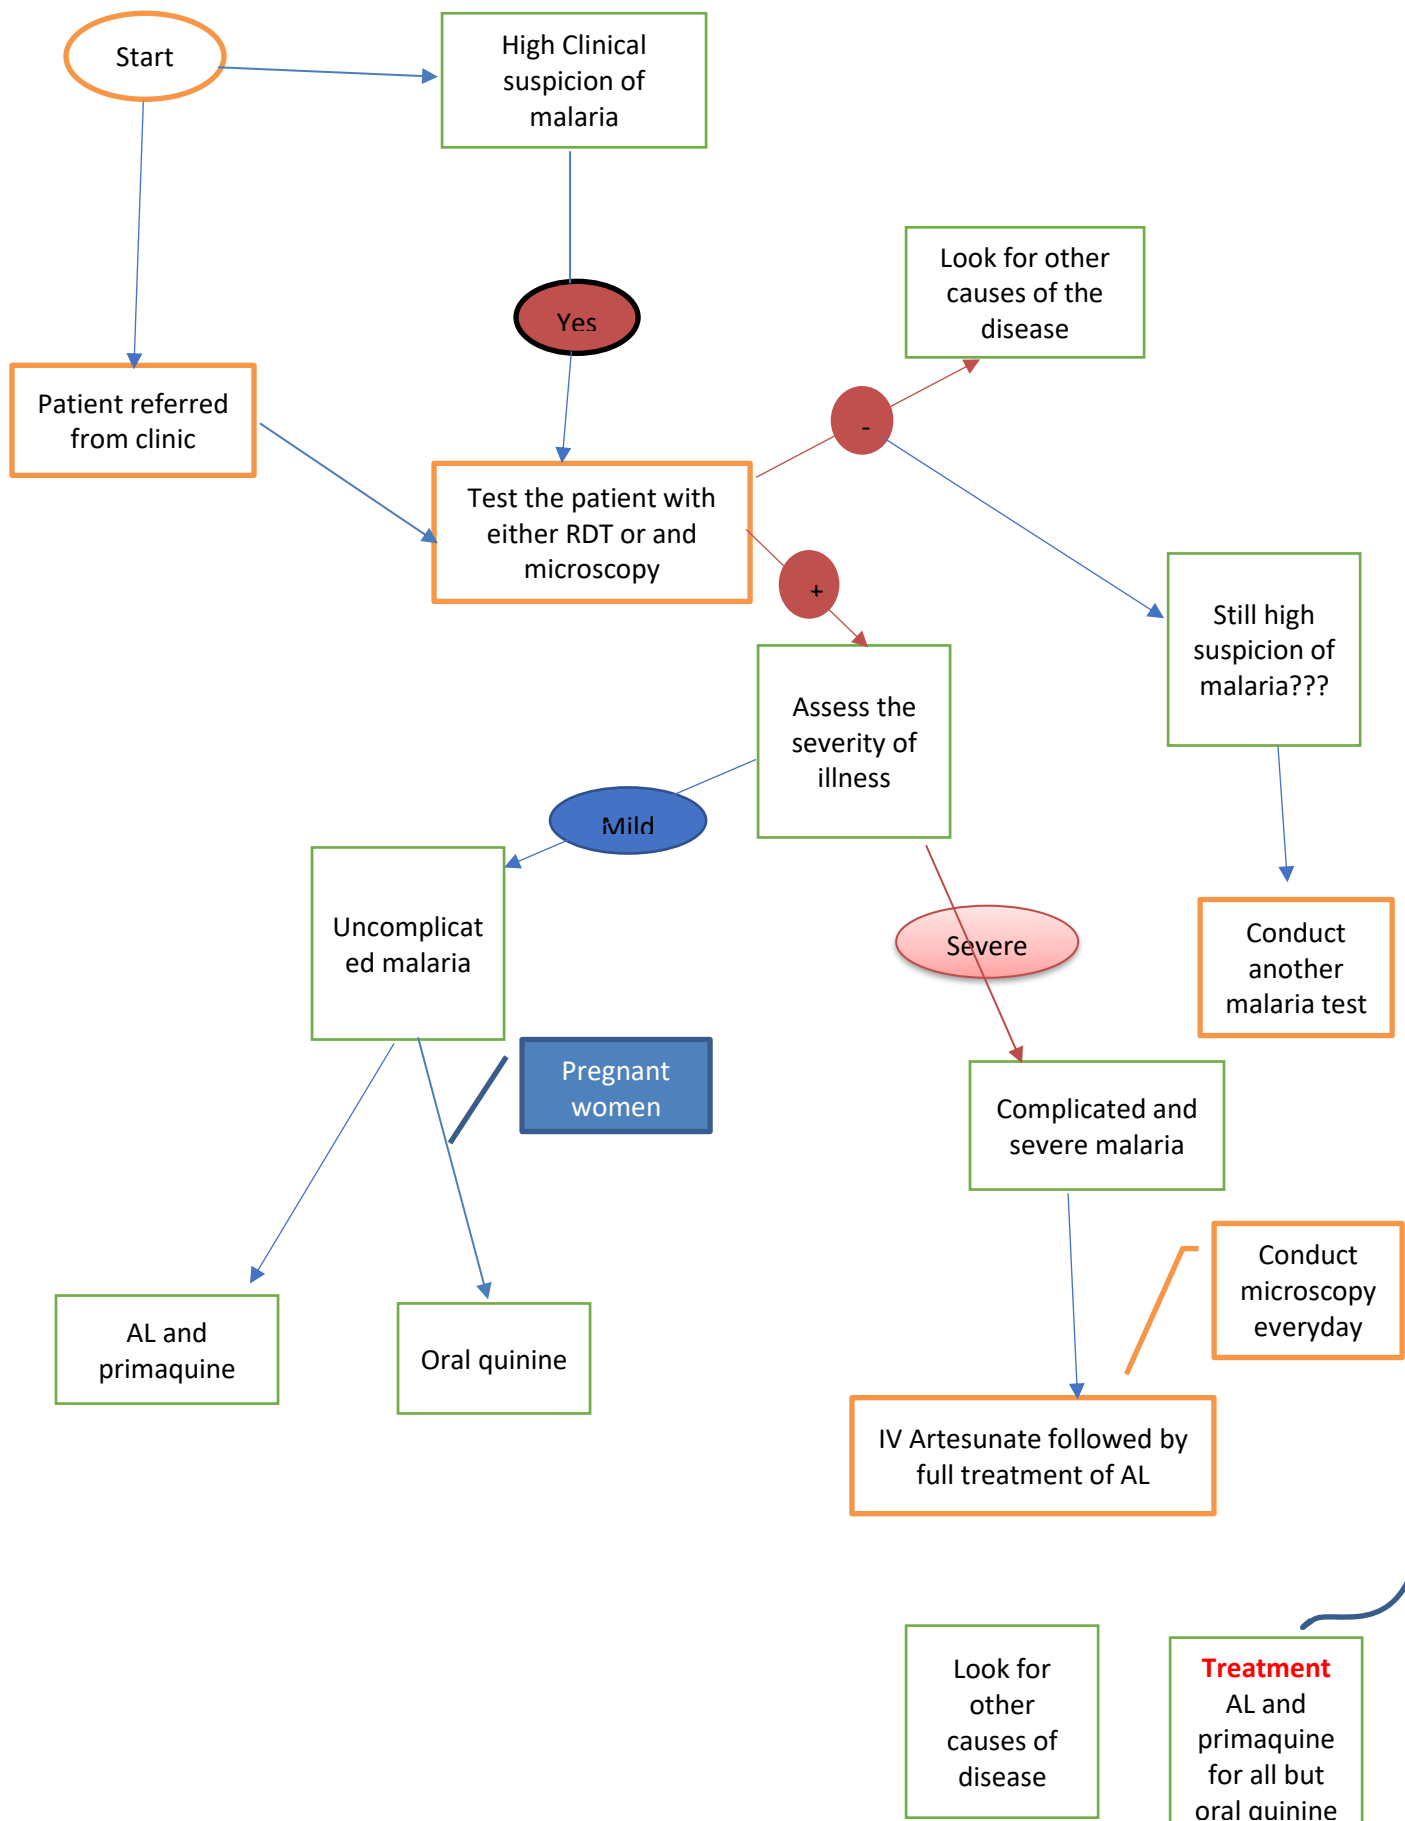 Start
High Clinical
suspicion of
malaria
Look for other
causes of the
disease
Yes
Patient referred
from clinic
-
Test the patient with
either RDT or and
microscopy
+
Still high
suspicion of
malaria???
Assess the
severity of
illness
Mild
Uncomplicat
ed malaria
Severe
Conduct
another
malaria test
Pregnant
women
Complicated and
severe malaria
Conduct
microscopy
everyday
AL and
primaquine
Oral quinine
IV Artesunate followed by
full treatment of AL
Look for
other
causes of
disease
Treatment
AL and
primaquine
for all but
oral quinine